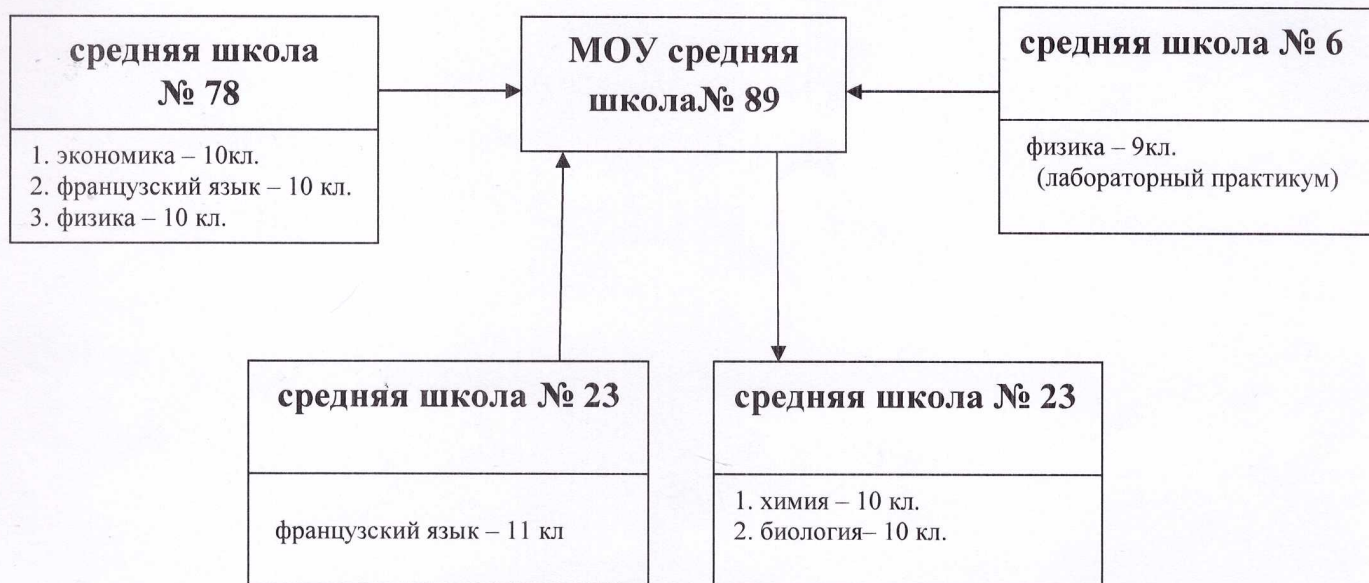 средняя школа
№ 78
1. экономика – 10кл.
2. французский язык – 10 кл.
3. физика – 10 кл.
МОУ средняя
школа№ 89
средняя школа № 6
физика – 9кл.
(лабораторный практикум)
средняя школа № 23
французский язык – 11 кл
средняя школа № 23
1. химия – 10 кл.
2. биология– 10 кл.